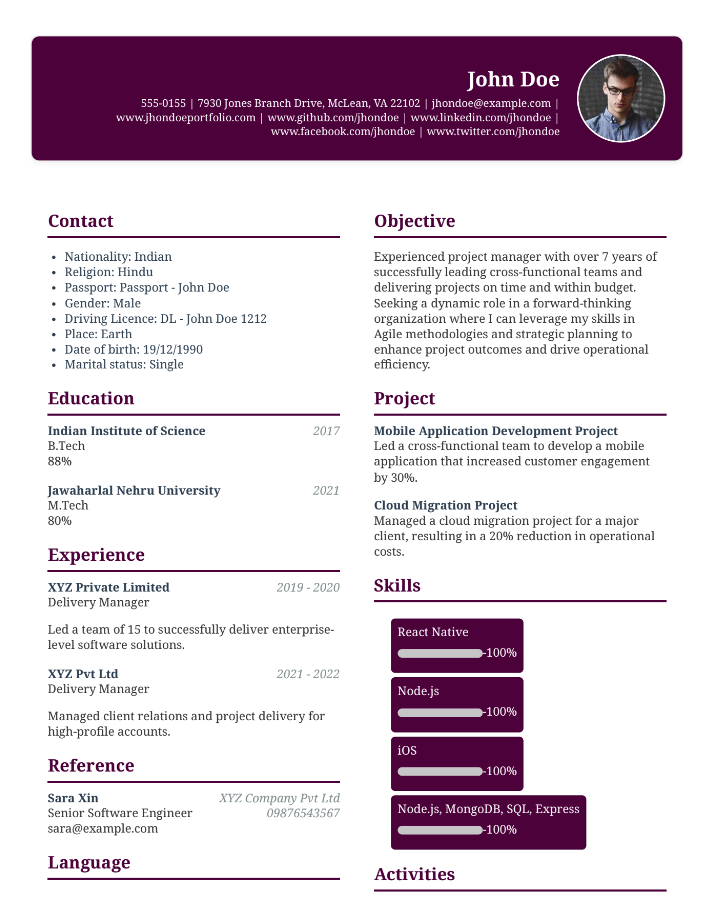 John Doe
555-0155 | 7930 Jones Branch Drive, McLean, VA 22102 | jhondoe@example.com |
www.jhondoeportfolio.com | www.github.com/jhondoe | www.linkedin.com/jhondoe |
www.facebook.com/jhondoe | www.twitter.com/jhondoe
Contact
• Nationality: Indian
• Religion: Hindu
• Passport: Passport - John Doe
• Gender: Male
• Driving Licence: DL - John Doe 1212
• Place: Earth
• Date of birth: 19/12/1990
• Marital status: Single
Education
Indian Institute of Science 2017
B.Tech
88%
Jawaharlal Nehru University 2021
M.Tech
80%
Experience
XYZ Private Limited 2019 - 2020
Delivery Manager
Led a team of 15 to successfully deliver enterprise-
level software solutions.
XYZ Pvt Ltd 2021 - 2022
Delivery Manager
Managed client relations and project delivery for
high-profile accounts.
Reference
Sara Xin XYZ Company Pvt Ltd
Senior Software Engineer 09876543567
sara@example.com
Language
Objective
Experienced project manager with over 7 years of
successfully leading cross-functional teams and
delivering projects on time and within budget.
Seeking a dynamic role in a forward-thinking
organization where I can leverage my skills in
Agile methodologies and strategic planning to
enhance project outcomes and drive operational
efficiency.
Project
Mobile Application Development Project
Led a cross-functional team to develop a mobile
application that increased customer engagement
by 30%.
Cloud Migration Project
Managed a cloud migration project for a major
client, resulting in a 20% reduction in operational
costs.
Skills
React Native
-100%
Node.js
-100%
iOS
-100%
Node.js, MongoDB, SQL, Express
-100%
Activities